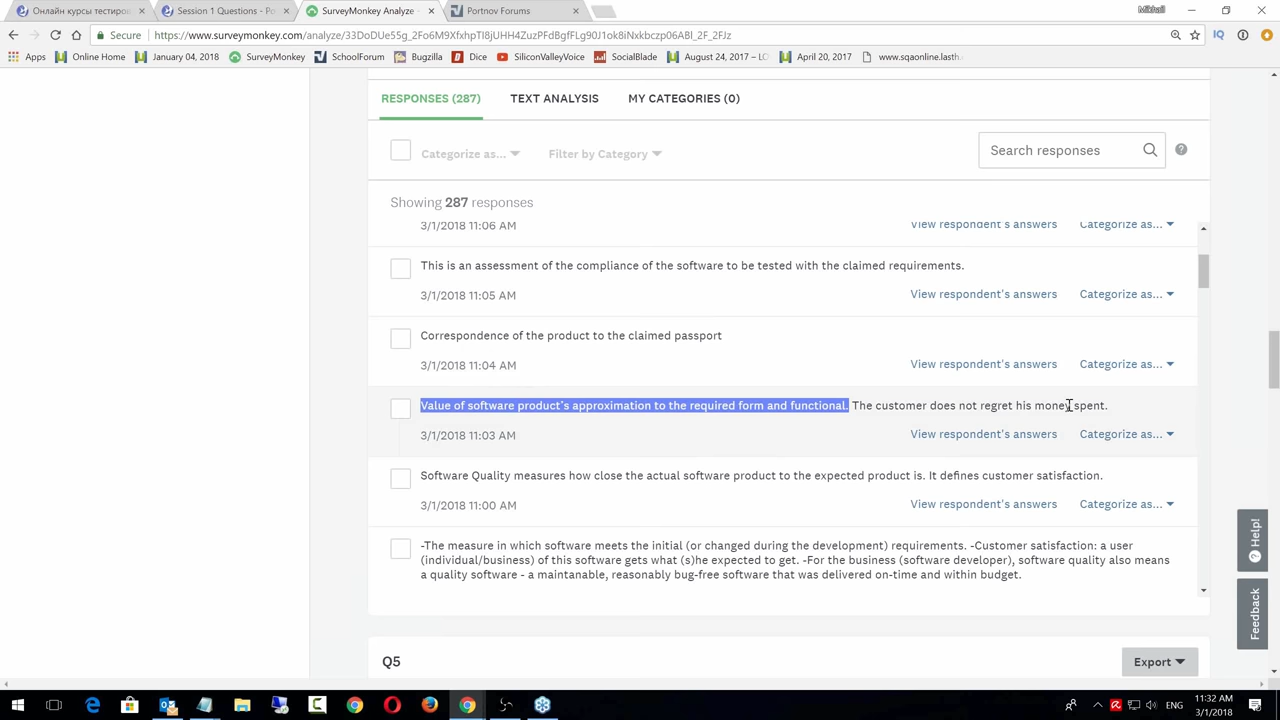 Онлайн курсы тестиров
Session 1 Questions - Po
SurveyMonkey Analyze -
Portnov Forums
Mikhail
Secure
https://www.surveymonkey.com/analyze/
Apps
Online Home
January 04, 2018
SurveyMonkey
SchoolForum
Bugzilla
Dice
SiliconValleyVoice
SocialBlade
August 24, 2017 – LO
April 20, 2017
www.sqaonline.lasth
RESPONSES (287)
TEXT ANALYSIS
MY CATEGORIES (0)
Categorize as...
Filter by Category
Search responses
Showing 287 responses
3/1/2018 11:06 AM
View respondent's answers
Categorize as...
This is an assessment of the compliance of the software to be tested with the claimed requirements.
3/1/2018 11:05 AM
View respondent's answers
Categorize as...
Correspondence of the product to the claimed passport
3/1/2018 11:04 AM
View respondent's answers
Categorize as...
Value of software product's approximation to the required form and functional. The customer does not regret his money spent.
3/1/2018 11:03 AM
View respondent's answers
Categorize as...
Software Quality measures how close the actual software product to the expected product is. It defines customer satisfaction.
3/1/2018 11:00 AM
View respondent's answers
Categorize as...
-The measure in which software meets the initial (or changed during the development) requirements. -Customer satisfaction: a user
(individual/business) of this software gets what (s)he expected to get. -For the business (software developer), software quality also means
a quality software - a maintanable, reasonably bug-free software that was delivered on-time and within budget.
Help!
Feedback
Q5
Export
ENG
11:32 AM
3/1/2018